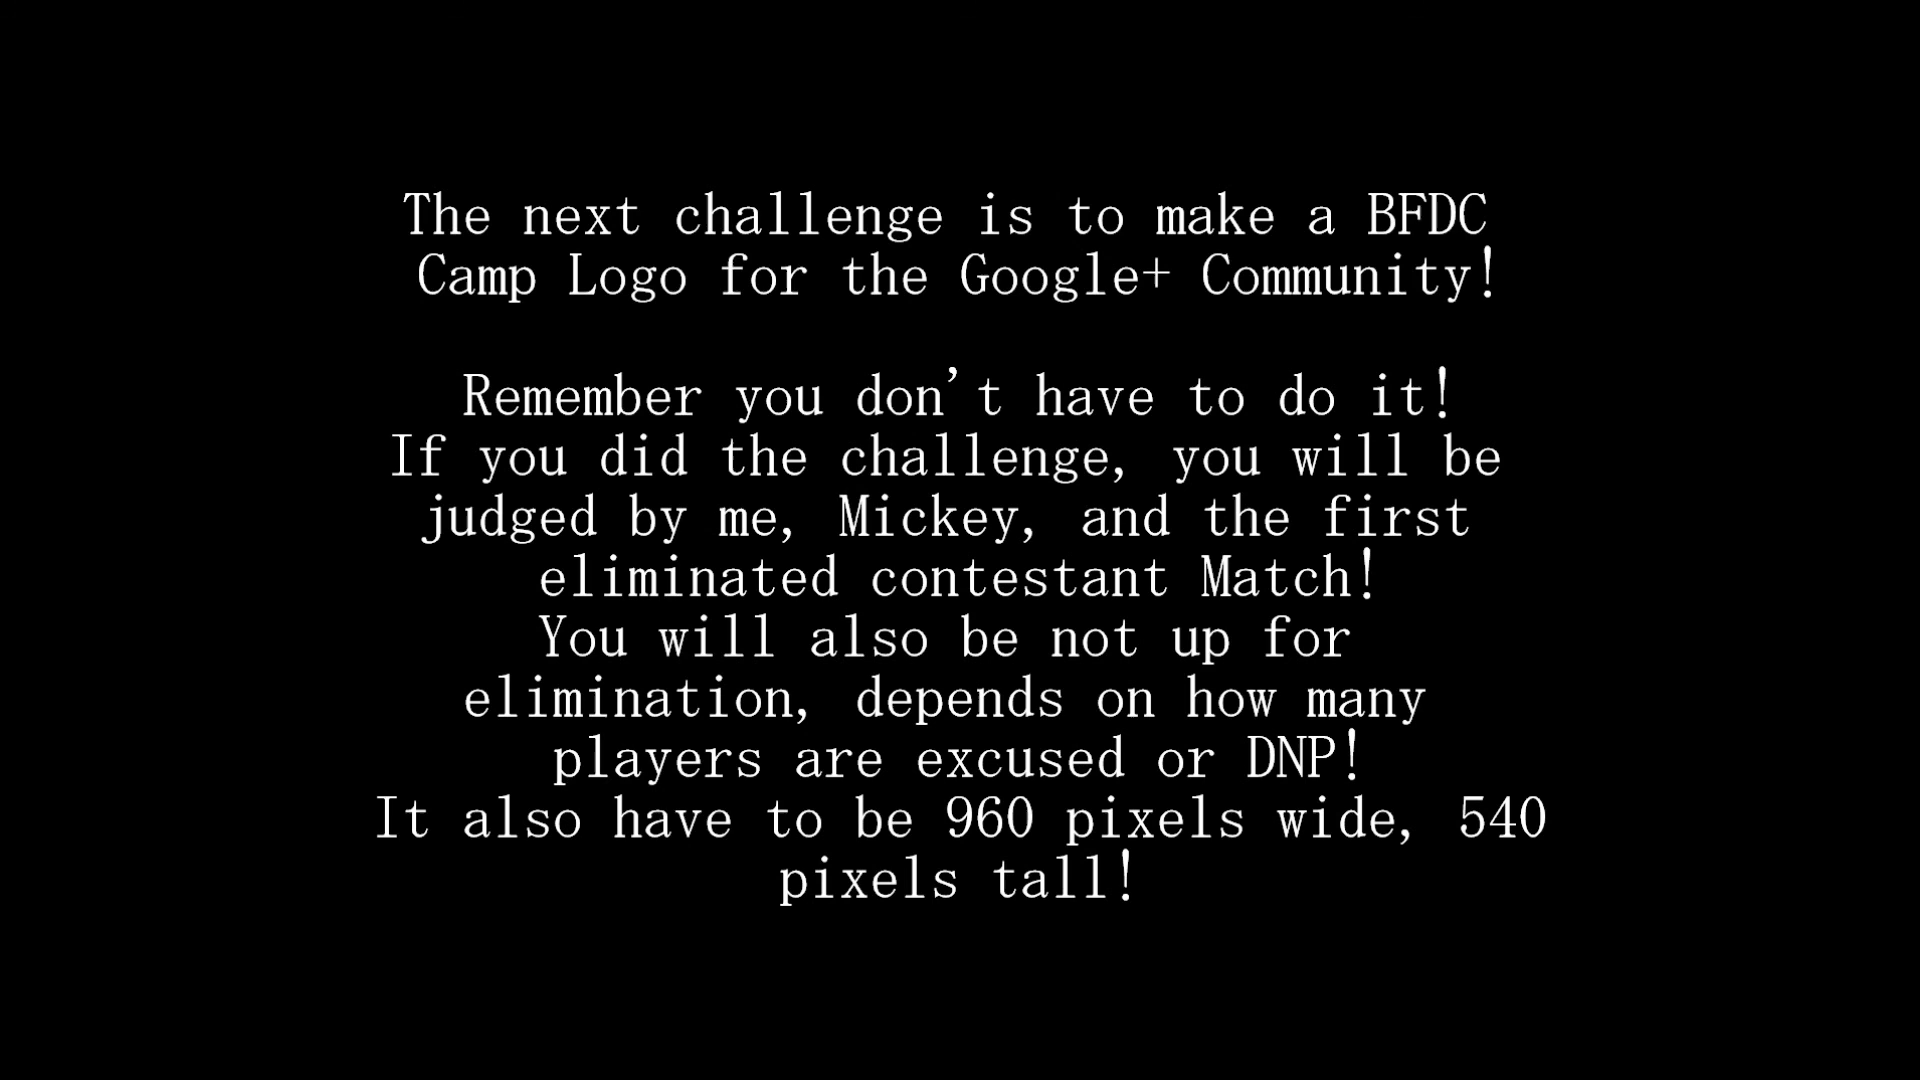 The next challenge is to make a BFDC
Camp Logo for the Google+ Community!
Remember you don't have to do it!
If you did the challenge, you will be
judged by me, Mickey, and the first
eliminated contestant Match!
You will also be not up for
elimination, depends on how many
players are excused or DNP!
It also have to be 960 pixels wide, 540
pixels tall!